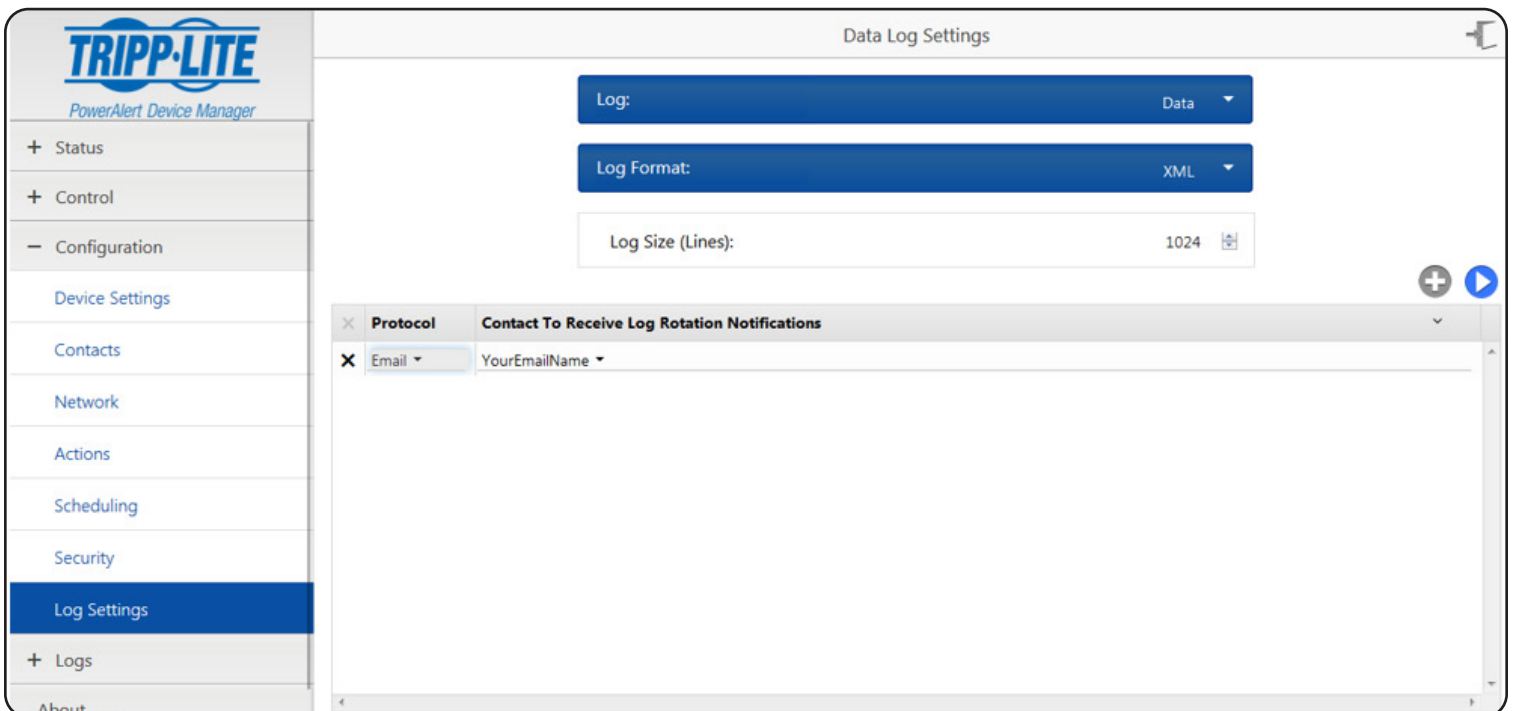 TRIPP·LITE
PowerAlert Device Manager
+ Status
+ Control
− Configuration
Device Settings
Contacts
Network
Actions
Scheduling
Security
Log Settings
+ Logs
About
Data Log Settings
Log: Data
Log Format: XML
Log Size (Lines): 1024
Protocol Contact To Receive Log Rotation Notifications
Email YourEmailName